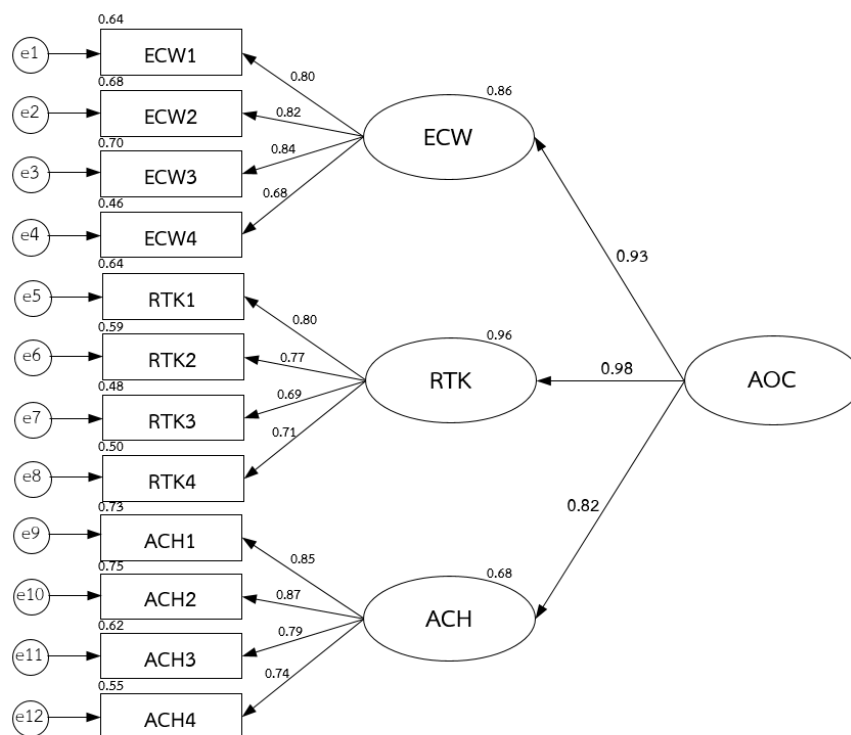 0.64
e1
ECW1
0.80
0.86
0.68
e2
ECW2
0.82
ECW
0.70
e3
ECW3
0.84
0.68
0.46
e4
ECW4
0.93
0.64
e5
RTK1
0.80
0.59
0.96
e6
RTK2
0.77
RTK
0.98
AOC
0.48
e7
RTK3
0.69
0.71
0.50
e8
RTK4
0.82
0.73
e9
ACH1
0.85
0.68
0.75
e10
ACH2
0.87
ACH
0.62
e11
ACH3
0.79
0.74
0.55
e12
ACH4